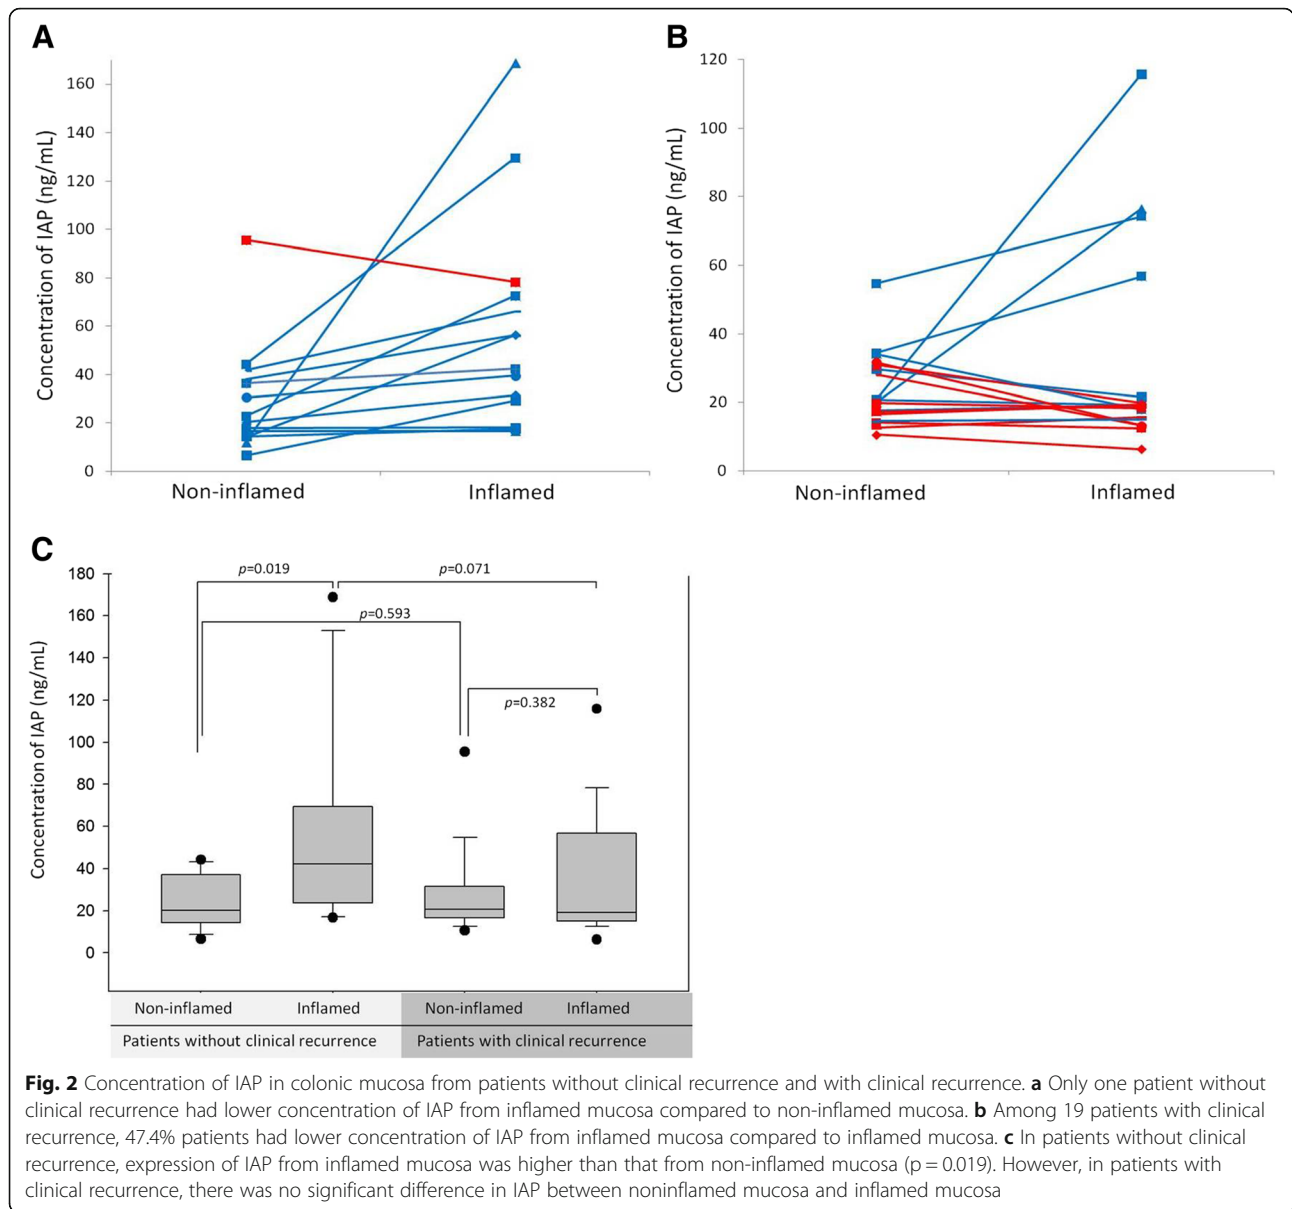 A
Concentration of IAP (ng/mL)
160
140
120
100
80
60
40
20
0
Non-inflamed Inflamed
B
Concentration of IAP (ng/mL)
120
100
80
60
40
20
0
Non-inflamed Inflamed
C
Concentration of IAP (ng/mL)
180
160
140
120
100
80
60
40
20
0
p=0.019
p=0.071
p=0.593
p=0.382
Non-inflamed Inflamed Non-inflamed Inflamed
Patients without clinical recurrence Patients with clinical recurrence
Fig. 2 Concentration of IAP in colonic mucosa from patients without clinical recurrence and with clinical recurrence. a Only one patient without
clinical recurrence had lower concentration of IAP from inflamed mucosa compared to non-inflamed mucosa. b Among 19 patients with clinical
recurrence, 47.4% patients had lower concentration of IAP from inflamed mucosa compared to inflamed mucosa. c In patients without clinical
recurrence, expression of IAP from inflamed mucosa was higher than that from non-inflamed mucosa (p = 0.019). However, in patients with
clinical recurrence, there was no significant difference in IAP between noninflamed mucosa and inflamed mucosa